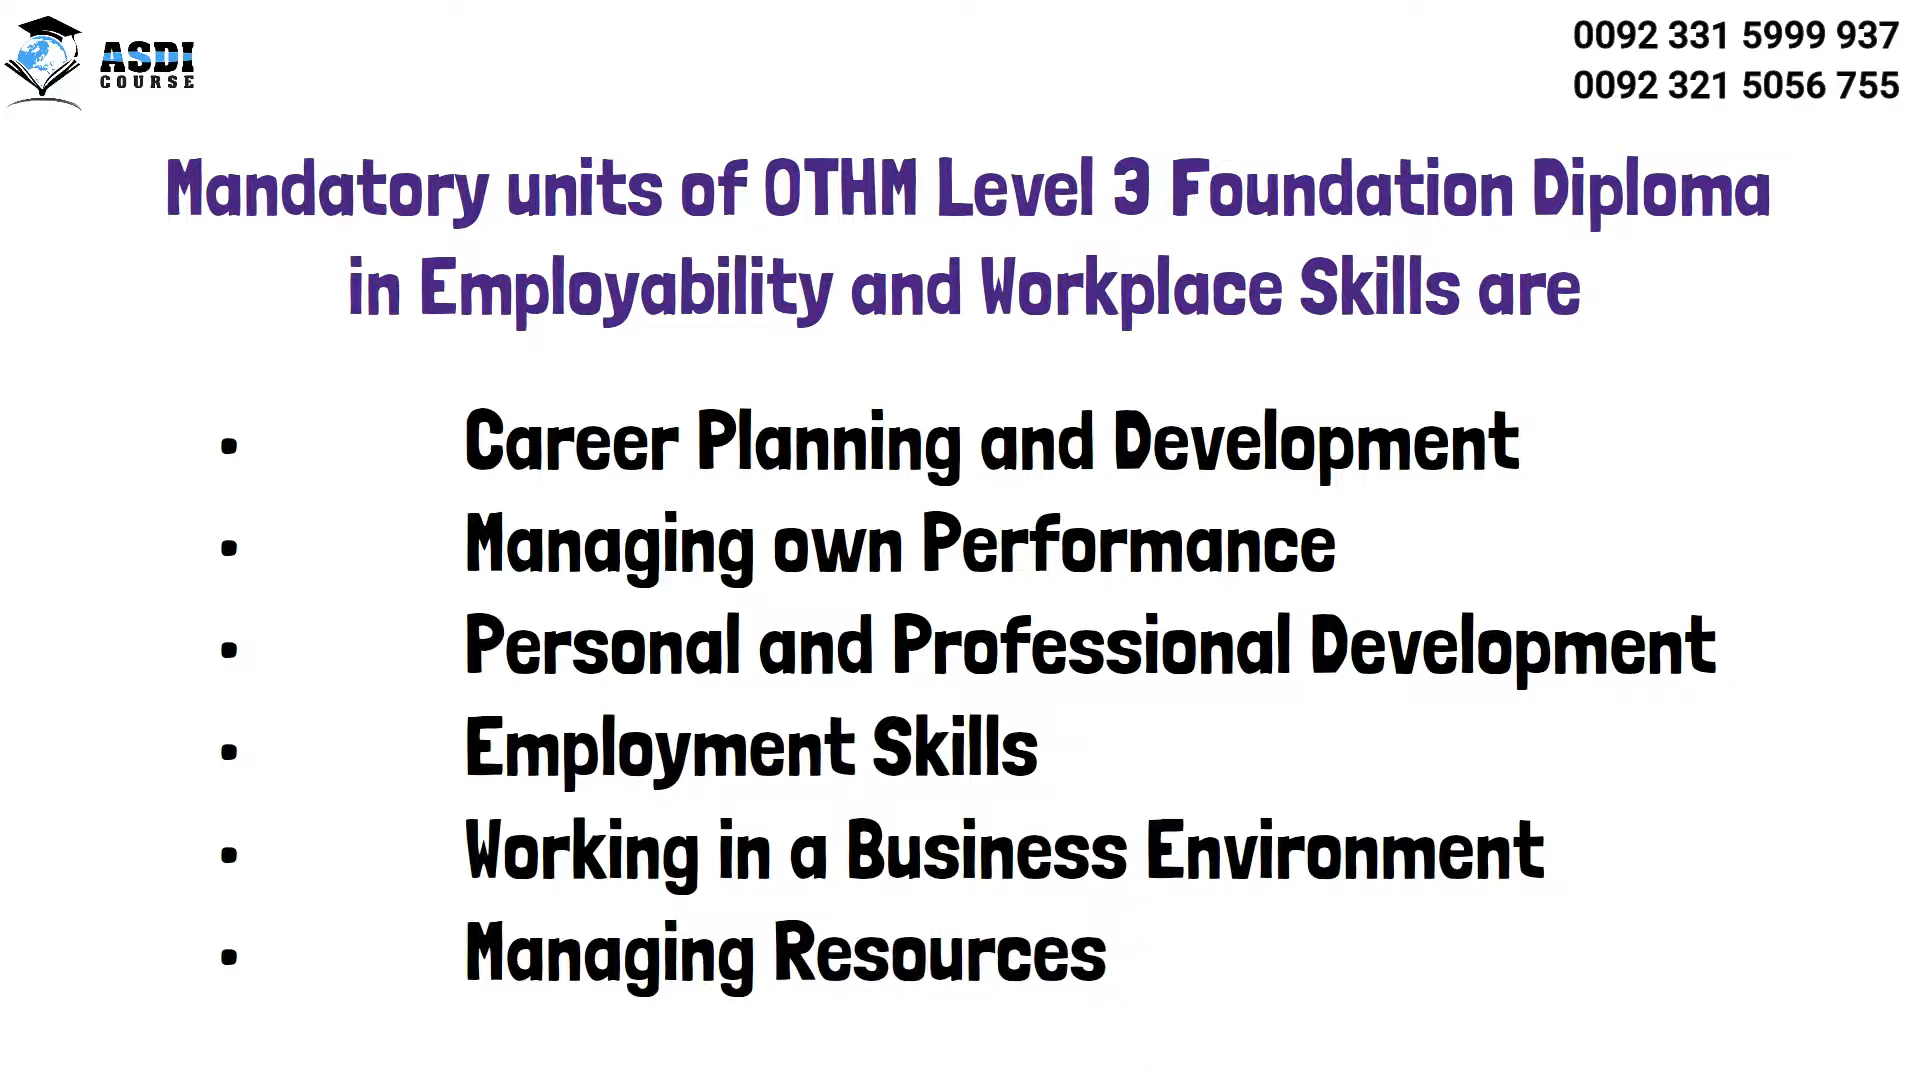 ASDI
COURSE
0092 331 5999 937
0092 321 5056 755
Mandatory units of OTHM Level 3 Foundation Diploma
in Employability and Workplace Skills are
• Career Planning and Development
• Managing own Performance
• Personal and Professional Development
• Employment Skills
• Working in a Business Environment
• Managing Resources